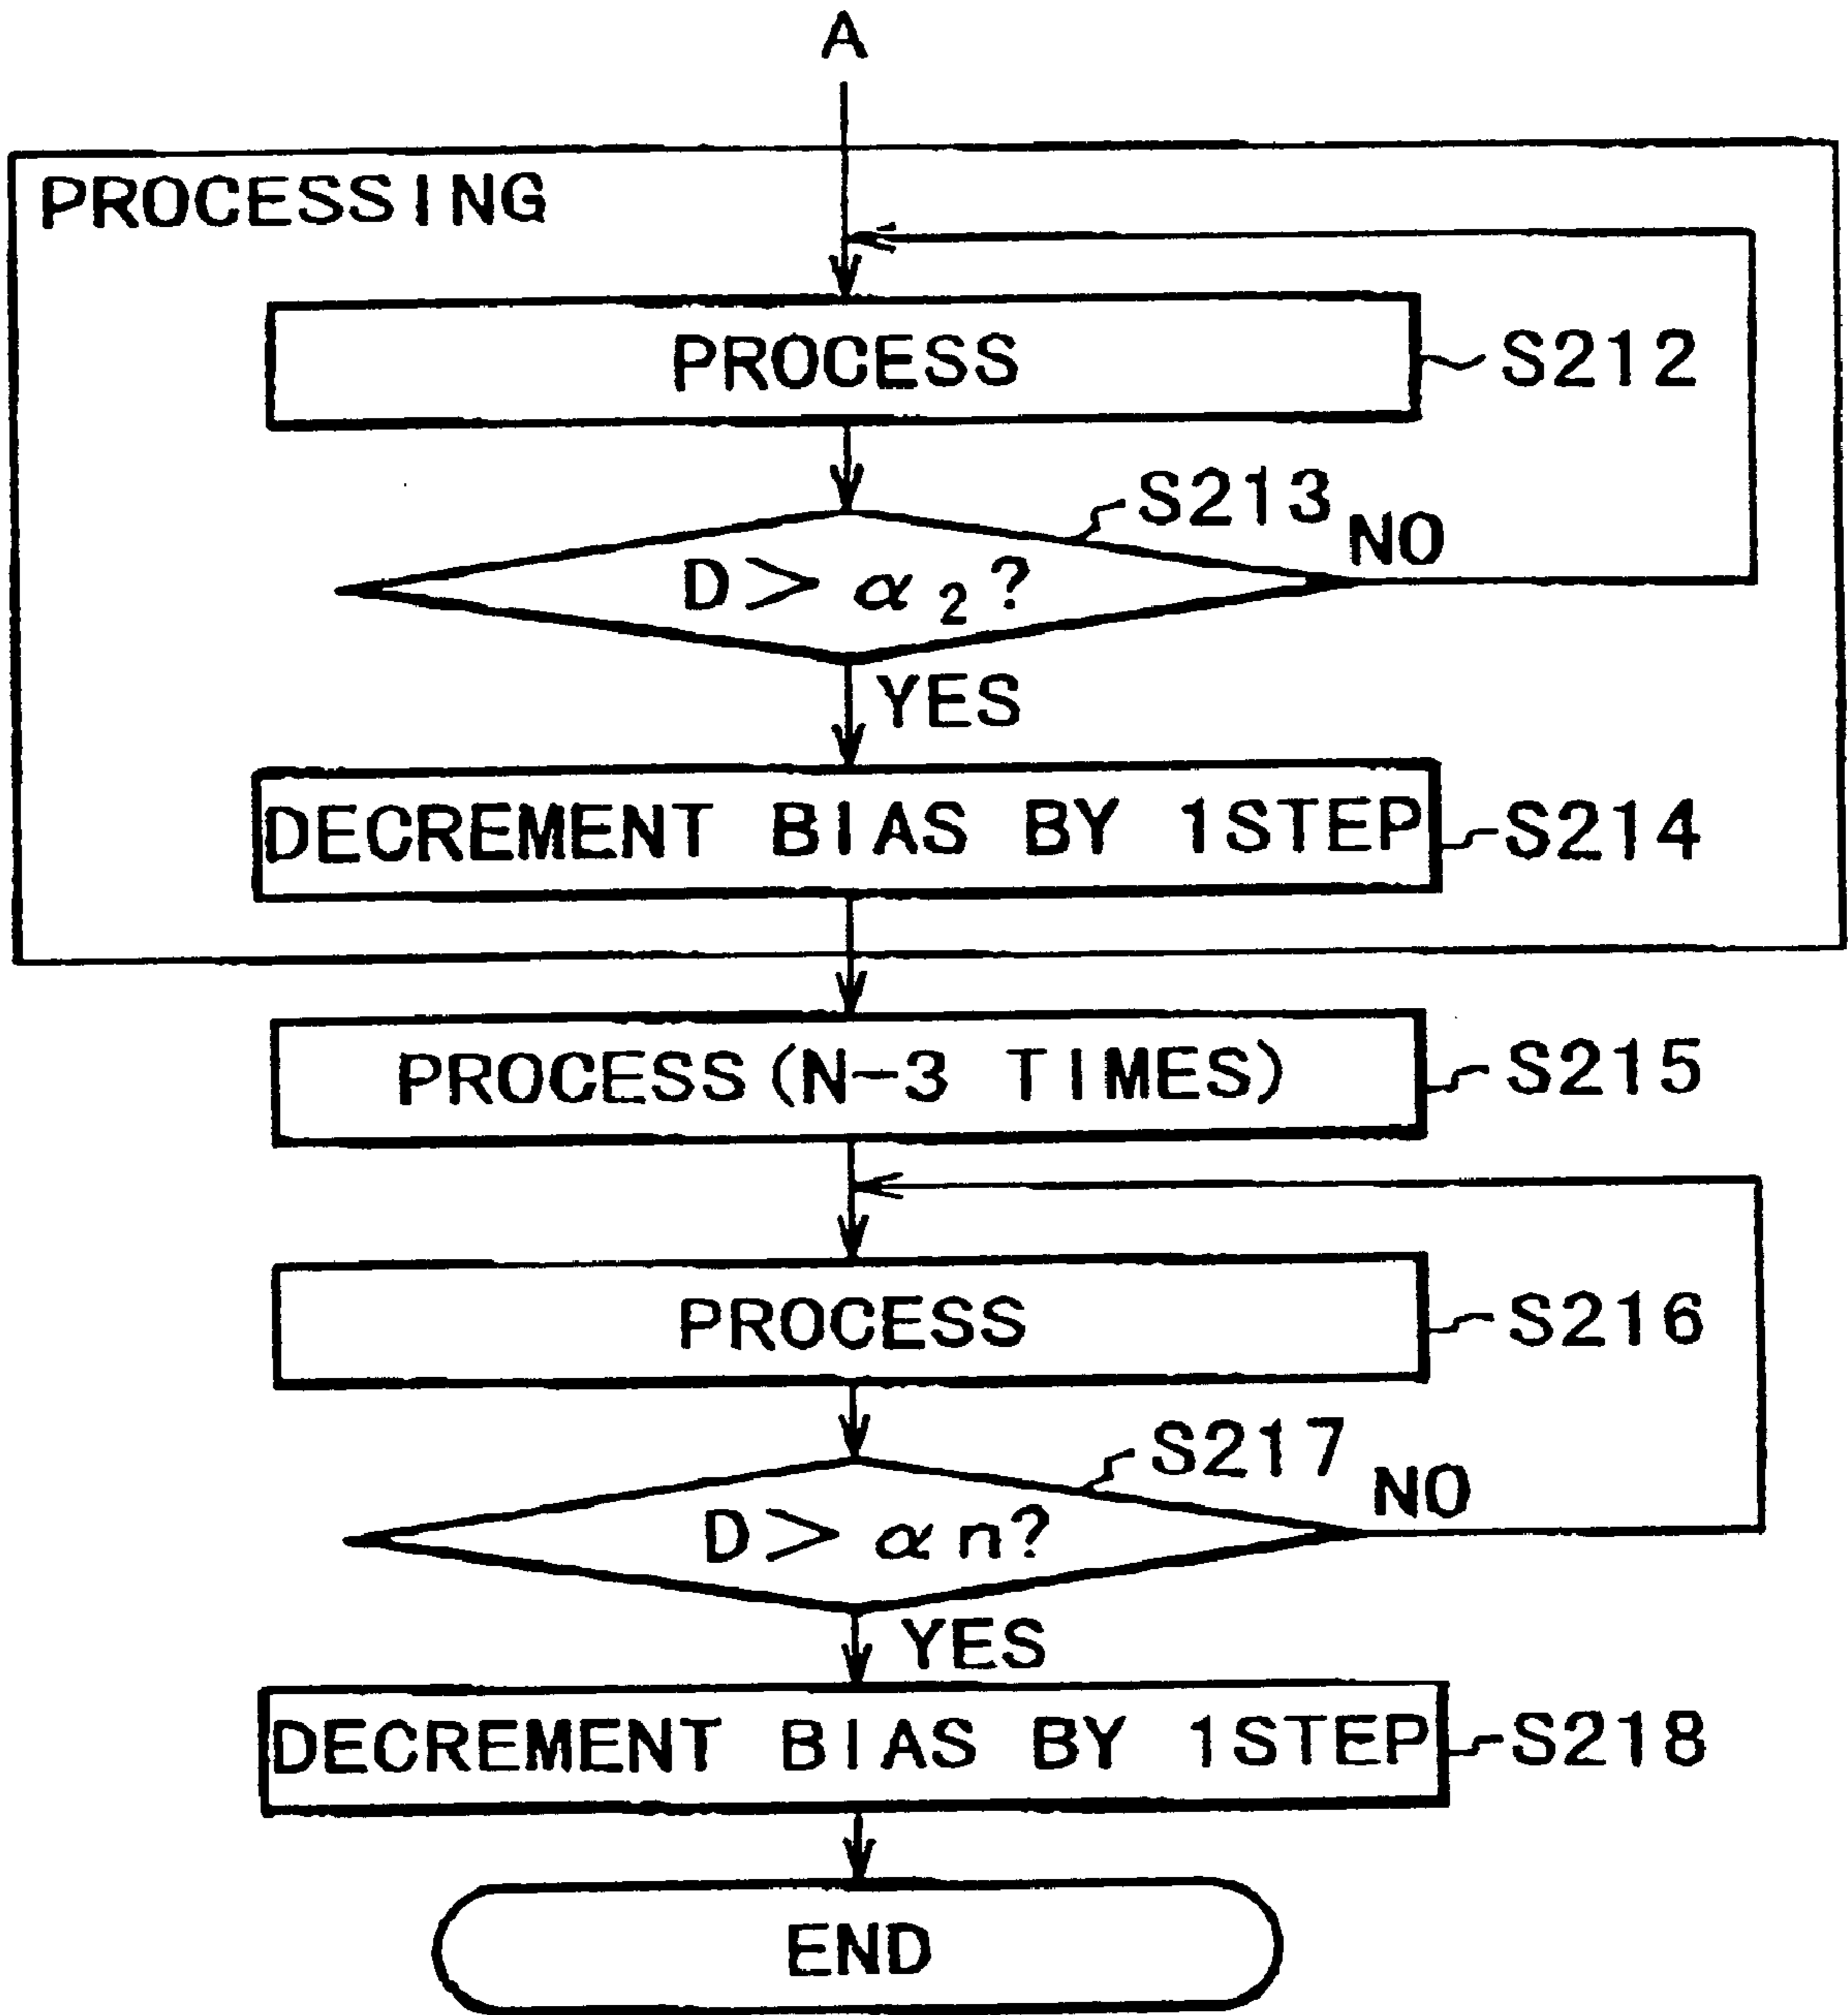 A
PROCESSING
PROCESS
S212
S213
NO
D> α₂?
YES
DECREMENT BIAS BY 1STEP
S214
PROCESS(N-3 TIMES)
S215
PROCESS
S216
S217
NO
D> αn?
YES
DECREMENT BIAS BY 1STEP
S218
END